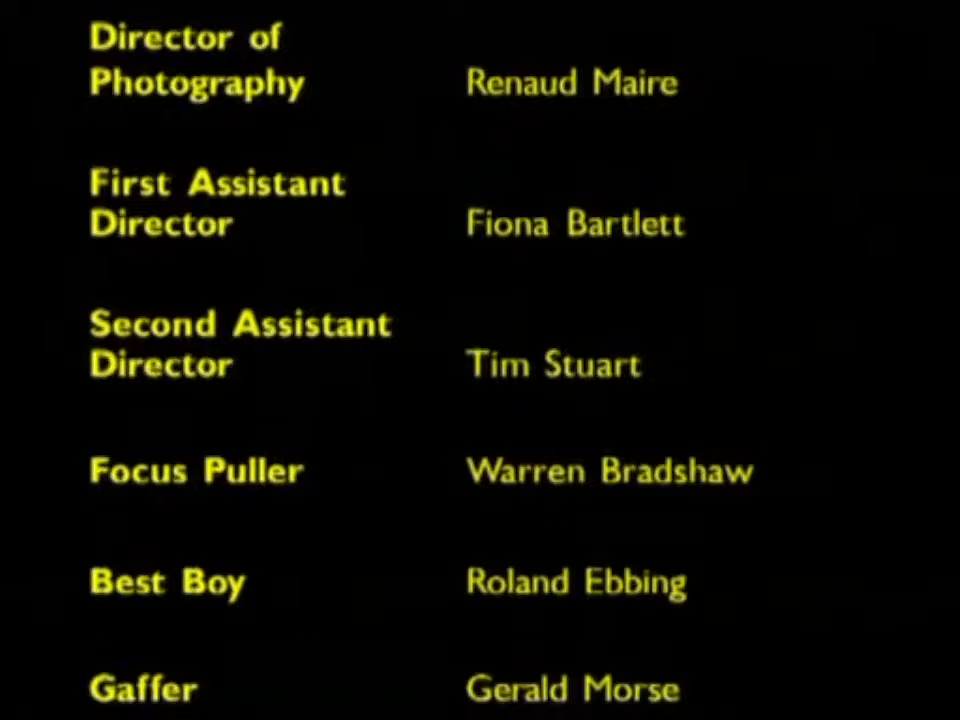 Director of
Photography Renaud Maire
First Assistant
Director Fiona Bartlett
Second Assistant
Director Tim Stuart
Focus Puller Warren Bradshaw
Best Boy Roland Ebbing
Gaffer Gerald Morse